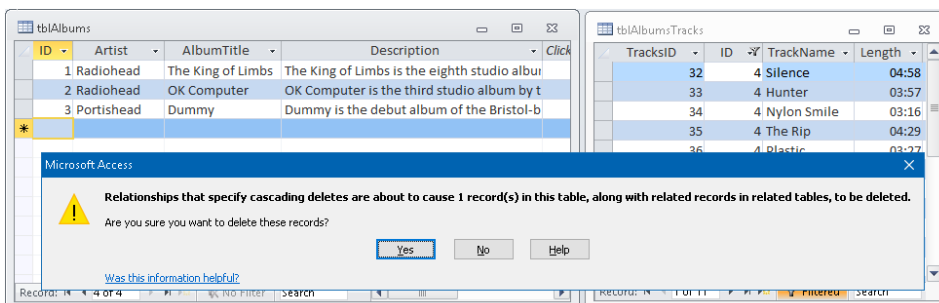 tblAlbums
ID Artist AlbumTitle Description Click
1 Radiohead The King of Limbs The King of Limbs is the eighth studio albu
2 Radiohead OK Computer OK Computer is the third studio album by t
3 Portishead Dummy Dummy is the debut album of the Bristol-b
tblAlbumsTracks
TracksID ID TrackName Length
32 4 Silence 04:58
33 4 Hunter 03:57
34 4 Nylon Smile 03:16
35 4 The Rip 04:29
36 4 Plastic 03:27
Microsoft Access
Relationships that specify cascading deletes are about to cause 1 record(s) in this table, along with related records in related tables, to be deleted.
Are you sure you want to delete these records?
Yes No Help
Was this information helpful?
Record: 4 of 4 No Filter Search
Record: 1 of 11 Filtered Search